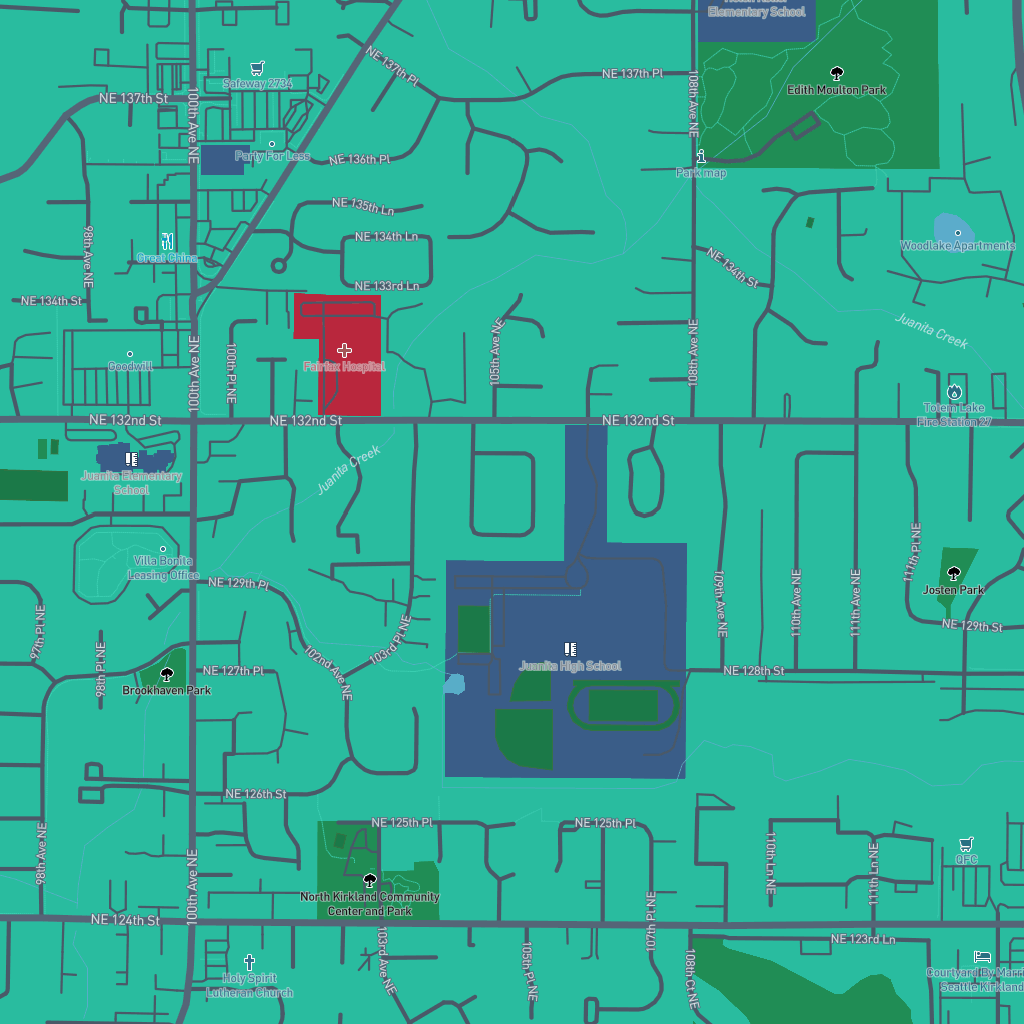 Elementary School
NE 137th Pl
Safeway 2734
NE 137th Pl
108th Ave NE
Edith Moulton Park
NE 137th St
100th Ave NE
Party For Less
NE 136th Pl
Park map
NE 135th Ln
NE 134th Ln
98th Ave NE
Great China
Woodlake Apartments
NE 134th St
NE 133rd Ln
NE 134th St
Juanita Creek
100th Ave NE
100th Pl NE
Goodwill
Fairfax Hospital
105th Ave NE
108th Ave NE
Totem Lake
Fire Station 27
NE 132nd St
NE 132nd St
NE 132nd St
Juanita Elementary
School
Juanita Creek
Villa Bonita
Leasing Office
NE 129th Pl
111th Pl NE
Josten Park
NE 129th St
97th Pl NE
98th Pl NE
103rd Pl NE
109th Ave NE
110th Ave NE
111th Ave NE
Brookhaven Park
NE 127th Pl
102nd Ave NE
Juanita High School
NE 128th St
NE 126th St
NE 125th Pl
NE 125th Pl
98th Ave NE
100th Ave NE
110th Ln NE
111th Ln NE
QFC
North Kirkland Community
Center and Park
107th Pl NE
NE 124th St
NE 123rd Ln
103rd Ave NE
105th Pl NE
108th Ct NE
Holy Spirit
Lutheran Church
Courtyard By Marri
Seattle Kirkland